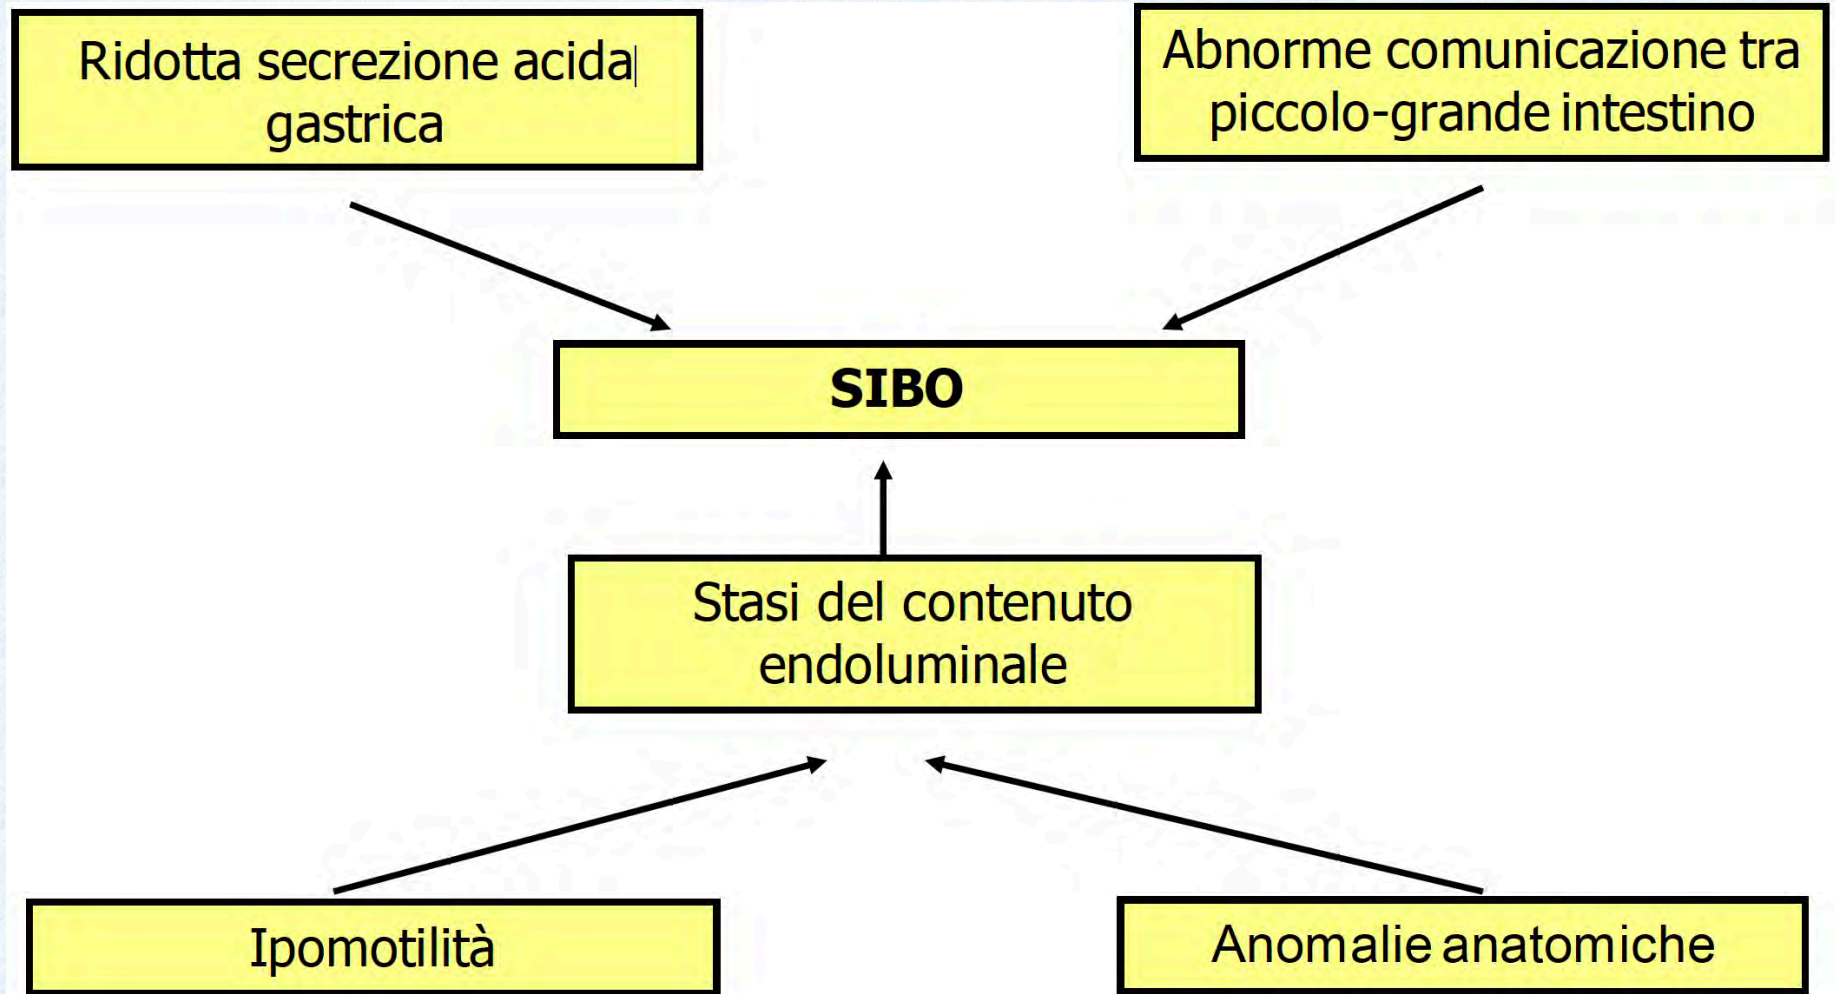 Ridotta secrezione acida
gastrica
Abnorme comunicazione tra
piccolo-grande intestino
SIBO
Stasi del contenuto
endoluminale
Ipomotilità
Anomalie anatomiche